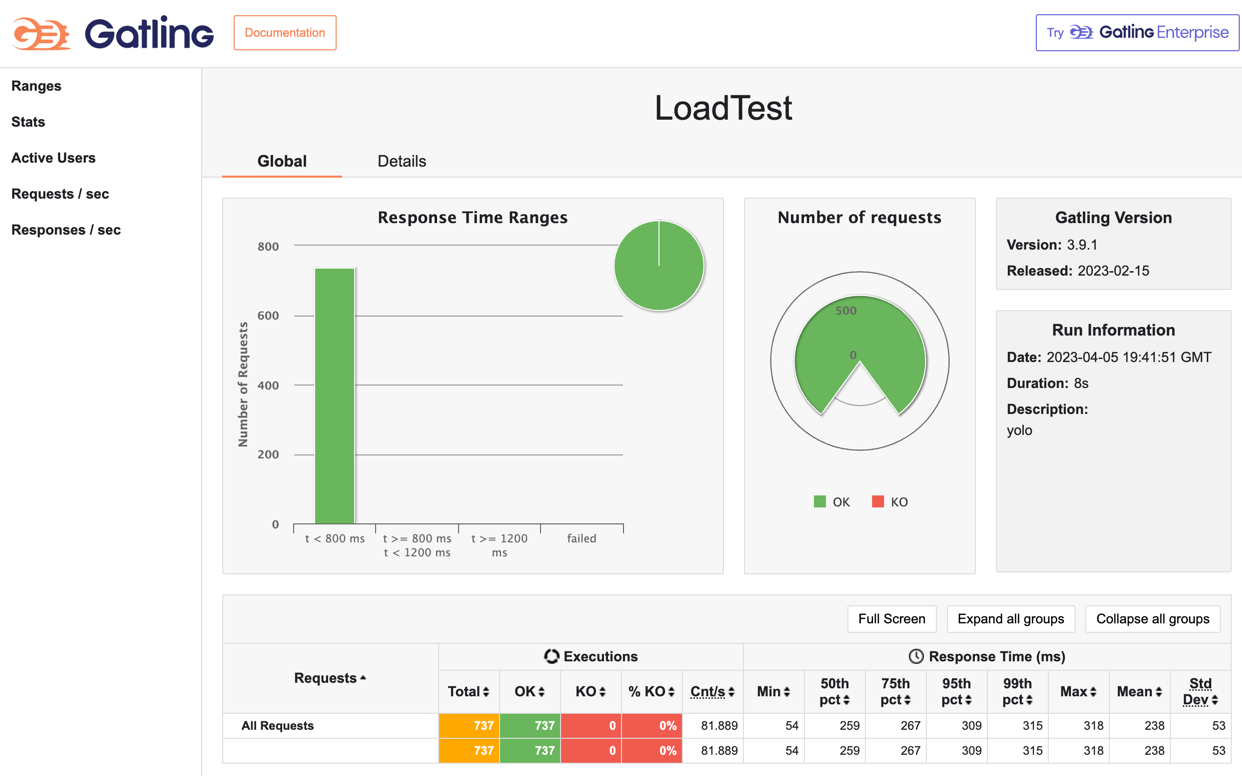 Gatling
Documentation
Try Gatling Enterprise
Ranges
Stats
Active Users
Requests / sec
Responses / sec
LoadTest
Global
Details
Response Time Ranges
Number of Requests
800
600
400
200
0
t < 800 ms
t >= 800 ms
t < 1200 ms
t >= 1200
ms
failed
Number of requests
500
0
OK
KO
Gatling Version
Version: 3.9.1
Released: 2023-02-15
Run Information
Date: 2023-04-05 19:41:51 GMT
Duration: 8s
Description:
yolo
Full Screen
Expand all groups
Collapse all groups
Requests
Executions
Response Time (ms)
Total OK KO % KO Cnt/s Min 50th pct 75th pct 95th pct 99th pct Max Mean Std Dev
All Requests 737 737 0 0% 81.889 54 259 267 309 315 318 238 53
737 737 0 0% 81.889 54 259 267 309 315 318 238 53